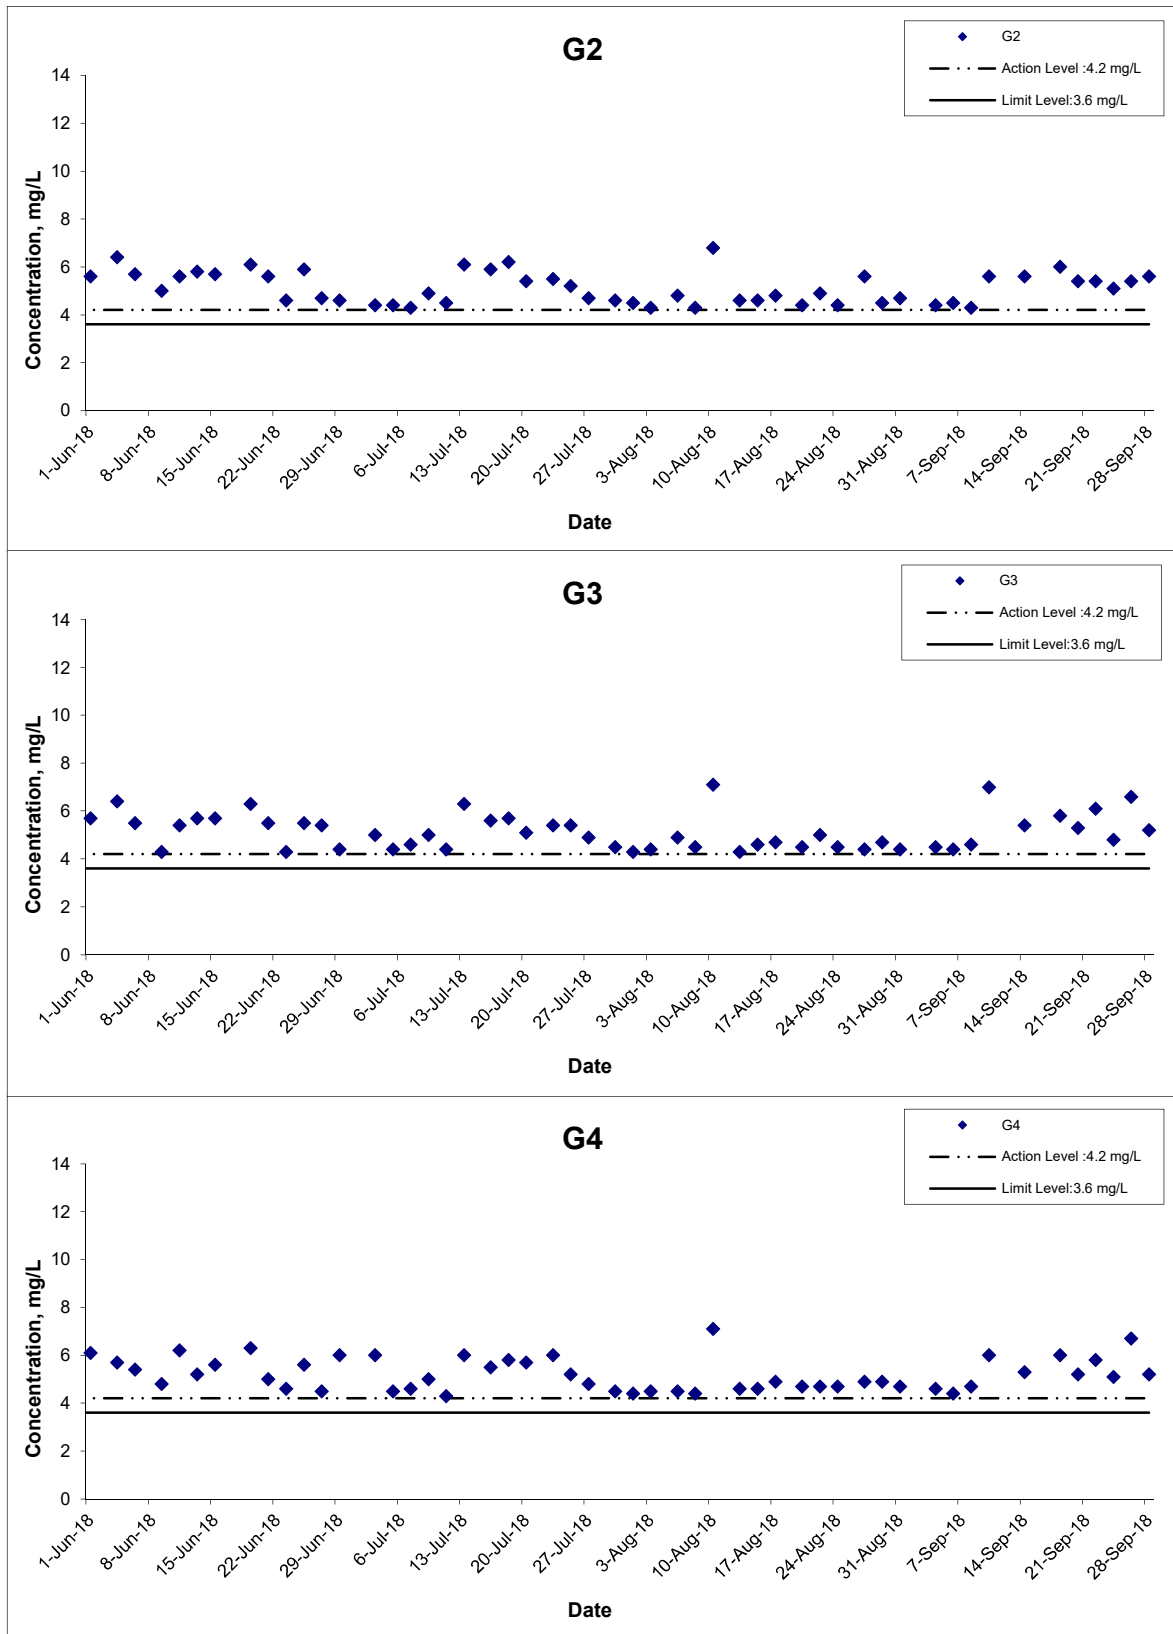 G2
G2
Action Level :4.2 mg/L
Limit Level:3.6 mg/L
Concentration, mg/L
14
12
10
8
6
4
2
0
1-Jun-18
8-Jun-18
15-Jun-18
22-Jun-18
29-Jun-18
6-Jul-18
13-Jul-18
20-Jul-18
27-Jul-18
3-Aug-18
10-Aug-18
17-Aug-18
24-Aug-18
31-Aug-18
7-Sep-18
14-Sep-18
21-Sep-18
28-Sep-18
Date
G3
G3
Action Level :4.2 mg/L
Limit Level:3.6 mg/L
Concentration, mg/L
14
12
10
8
6
4
2
0
1-Jun-18
8-Jun-18
15-Jun-18
22-Jun-18
29-Jun-18
6-Jul-18
13-Jul-18
20-Jul-18
27-Jul-18
3-Aug-18
10-Aug-18
17-Aug-18
24-Aug-18
31-Aug-18
7-Sep-18
14-Sep-18
21-Sep-18
28-Sep-18
Date
G4
G4
Action Level :4.2 mg/L
Limit Level:3.6 mg/L
Concentration, mg/L
14
12
10
8
6
4
2
0
1-Jun-18
8-Jun-18
15-Jun-18
22-Jun-18
29-Jun-18
6-Jul-18
13-Jul-18
20-Jul-18
27-Jul-18
3-Aug-18
10-Aug-18
17-Aug-18
24-Aug-18
31-Aug-18
7-Sep-18
14-Sep-18
21-Sep-18
28-Sep-18
Date